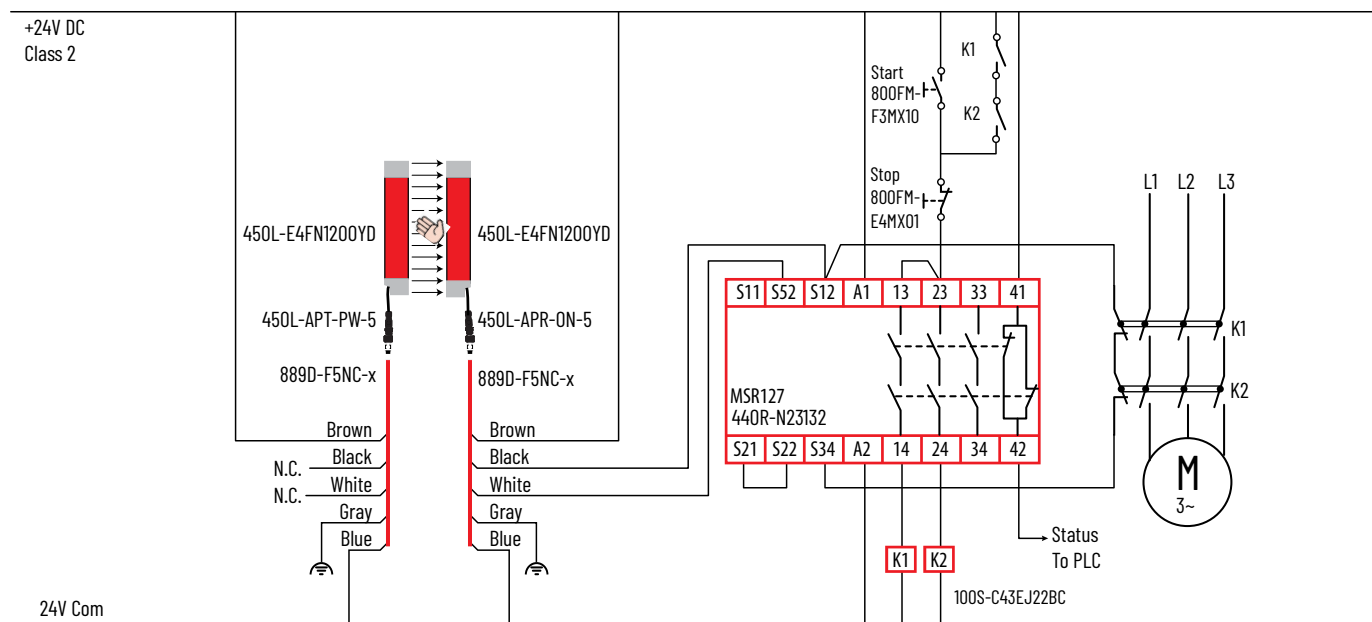 +24V DC
Class 2
K1
Start
800FM-
F3MX10
K2
Stop
800FM-
E4MX01
L1 L2 L3
450L-E4FN1200YD
450L-E4FN1200YD
S11 S52 S12 A1 13 23 33 41
450L-APT-PW-5
450L-APR-ON-5
K1
889D-F5NC-x
889D-F5NC-x
K2
MSR127
440R-N23132
Brown
Brown
S21 S22 S34 A2 14 24 34 42
Black
Black
N.C.
White
White
N.C.
M
3~
Gray
Gray
Blue
Blue
Status
To PLC
K1 K2
100S-C43EJ22BC
24V Com